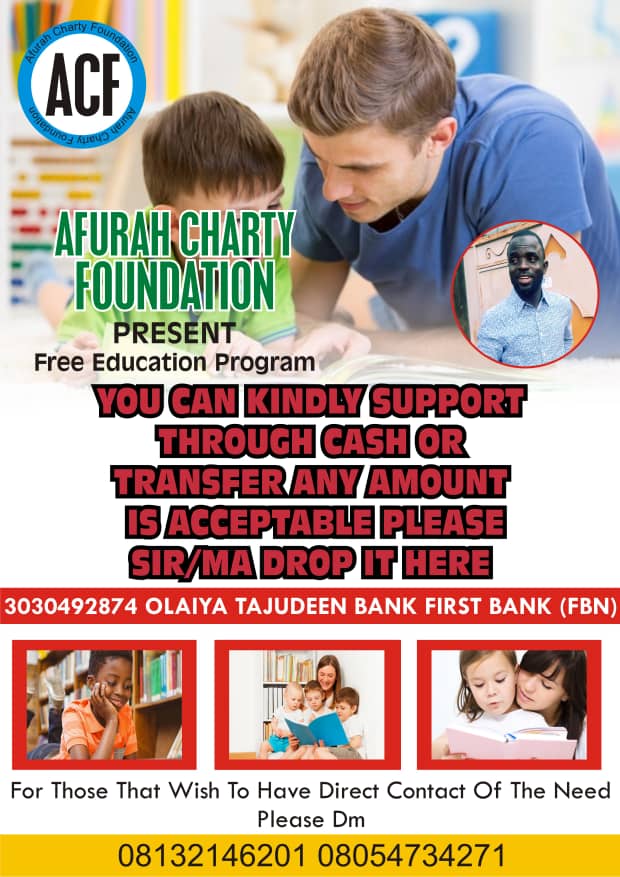 Afurah Charty Foundation
ACF
Afurah Charty Foundation
AFURAH CHARTY
FOUNDATION
PRESENT
Free Education Program
YOU CAN KINDLY SUPPORT
THROUGH CASH OR
TRANSFER ANY AMOUNT
IS ACCEPTABLE PLEASE
SIR/MA DROP IT HERE
3030492874 OLAIYA TAJUDEEN BANK FIRST BANK (FBN)
For Those That Wish To Have Direct Contact Of The Need
Please Dm
08132146201 08054734271